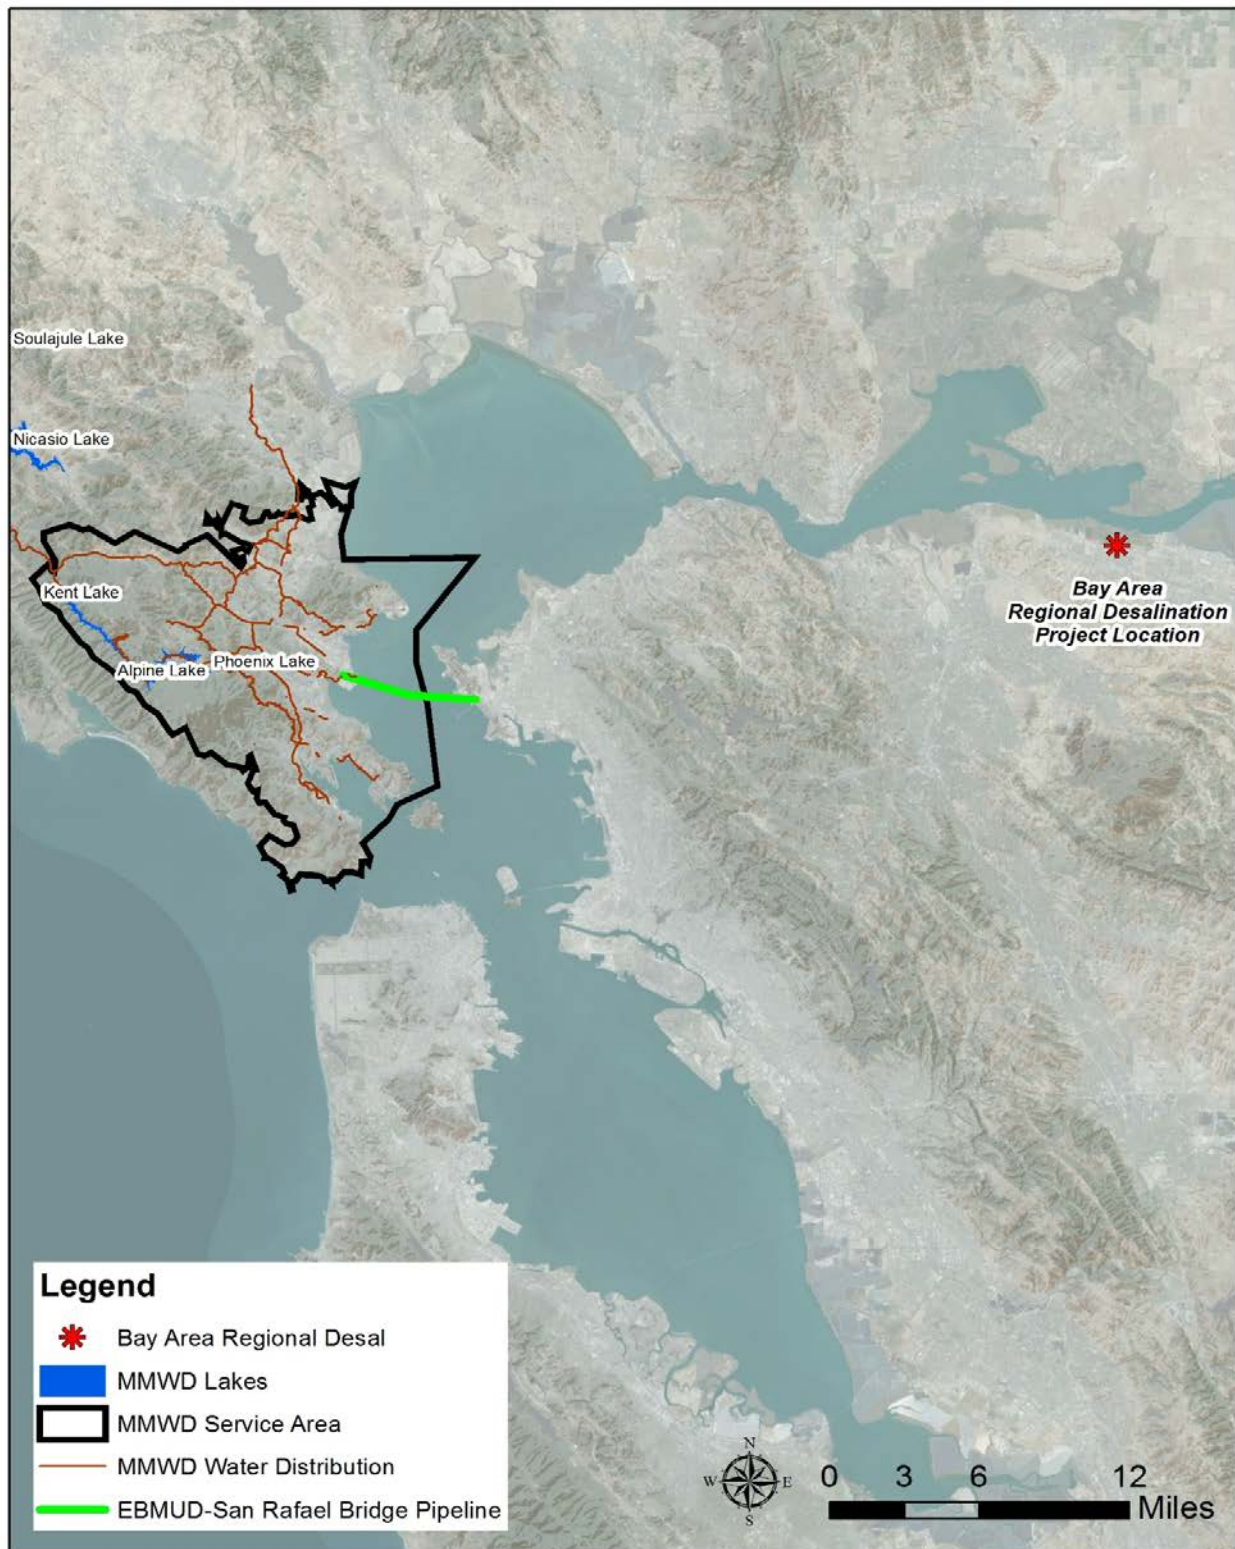 Soulajule Lake
Nicasio Lake
Kent Lake
Alpine Lake
Phoenix Lake
Bay Area
Regional Desalination
Project Location
Legend
Bay Area Regional Desal
MMWD Lakes
MMWD Service Area
MMWD Water Distribution
EBMUD-San Rafael Bridge Pipeline
N
W E
S
0 3 6 12
Miles